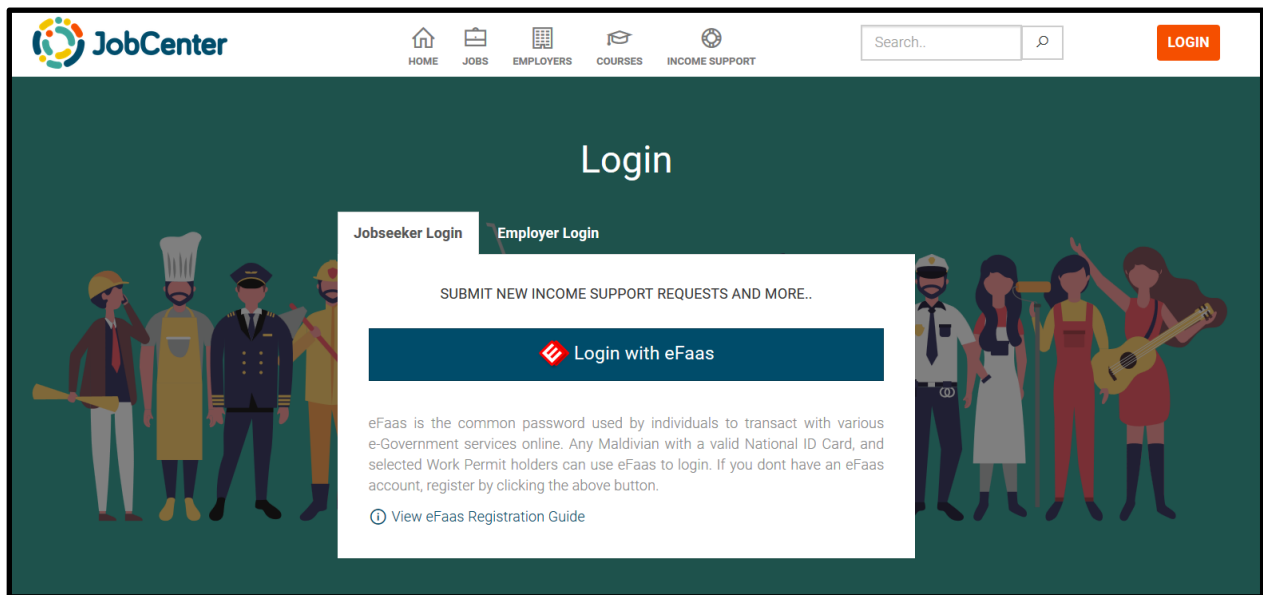 JobCenter
HOME
JOBS
EMPLOYERS
COURSES
INCOME SUPPORT
Search..
LOGIN
Login
Jobseeker Login
Employer Login
SUBMIT NEW INCOME SUPPORT REQUESTS AND MORE..
Login with eFaas
eFaas is the common password used by individuals to transact with various
e-Government services online. Any Maldivian with a valid National ID Card, and
selected Work Permit holders can use eFaas to login. If you dont have an eFaas
account, register by clicking the above button.
View eFaas Registration Guide